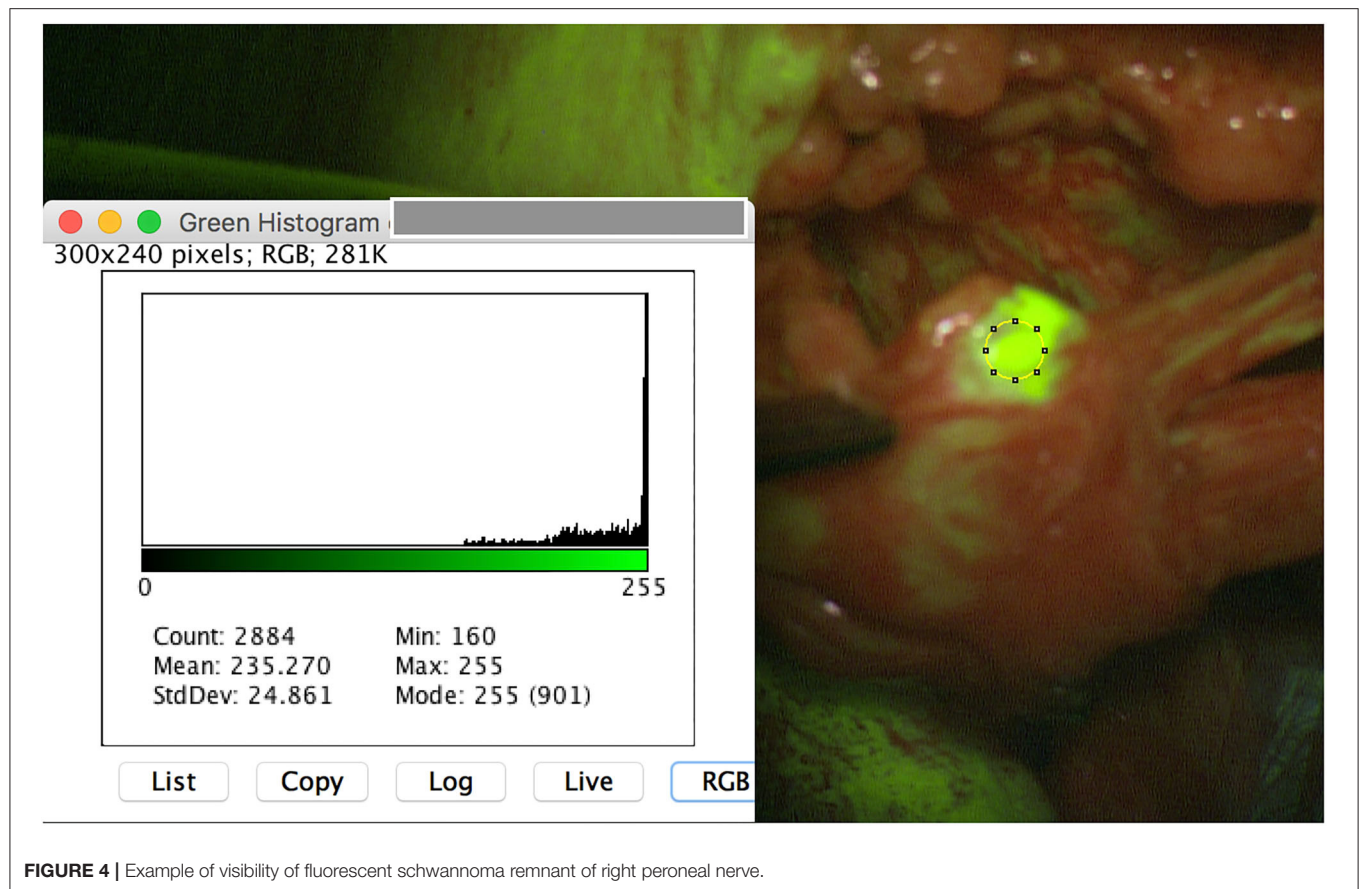 Green Histogram
300x240 pixels; RGB; 281K
0 255
Count: 2884 Min: 160
Mean: 235.270 Max: 255
StdDev: 24.861 Mode: 255 (901)
List Copy Log Live RGB
FIGURE 4 | Example of visibility of fluorescent schwannoma remnant of right peroneal nerve.